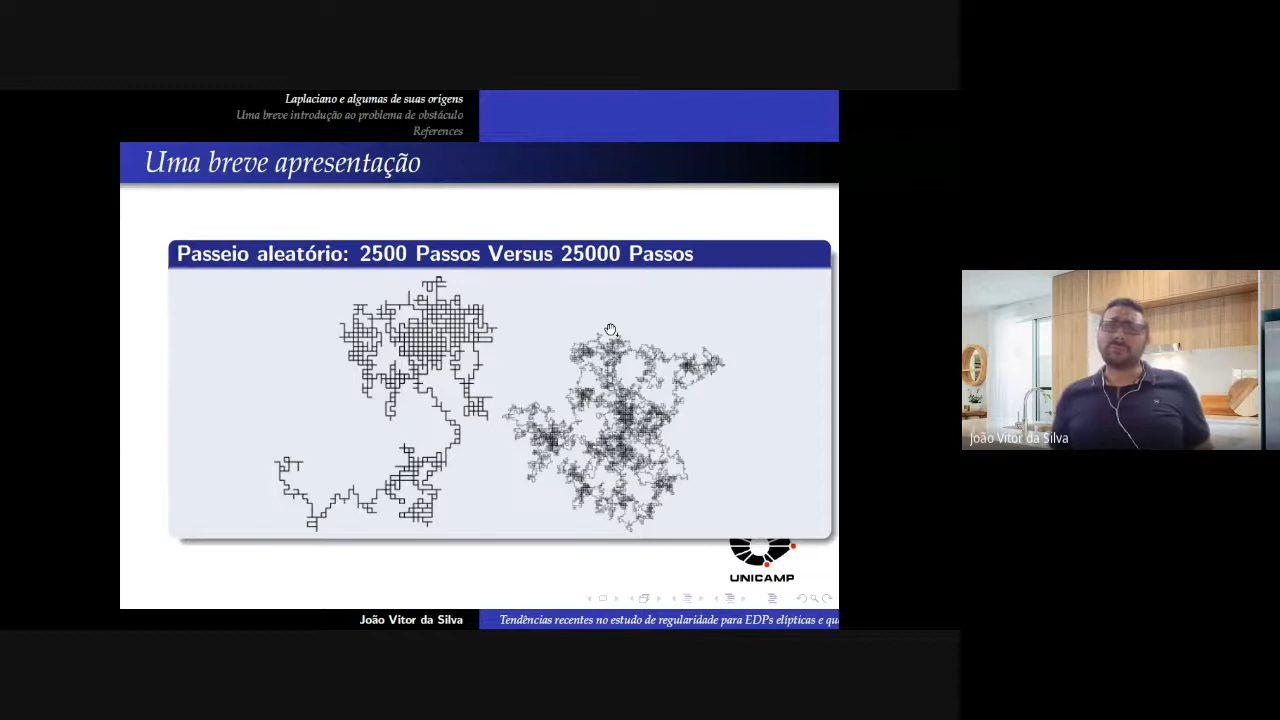 Laplaciano e algumas de suas origens
Uma breve introdução ao problema de obstáculo
References
Uma breve apresentação
Passeio aleatório: 2500 Passos Versus 25000 Passos
UNICAMP
João Vitor da Silva
Tendências recentes no estudo de regularidade para EDPs elípticas e
João Vitor da Silva